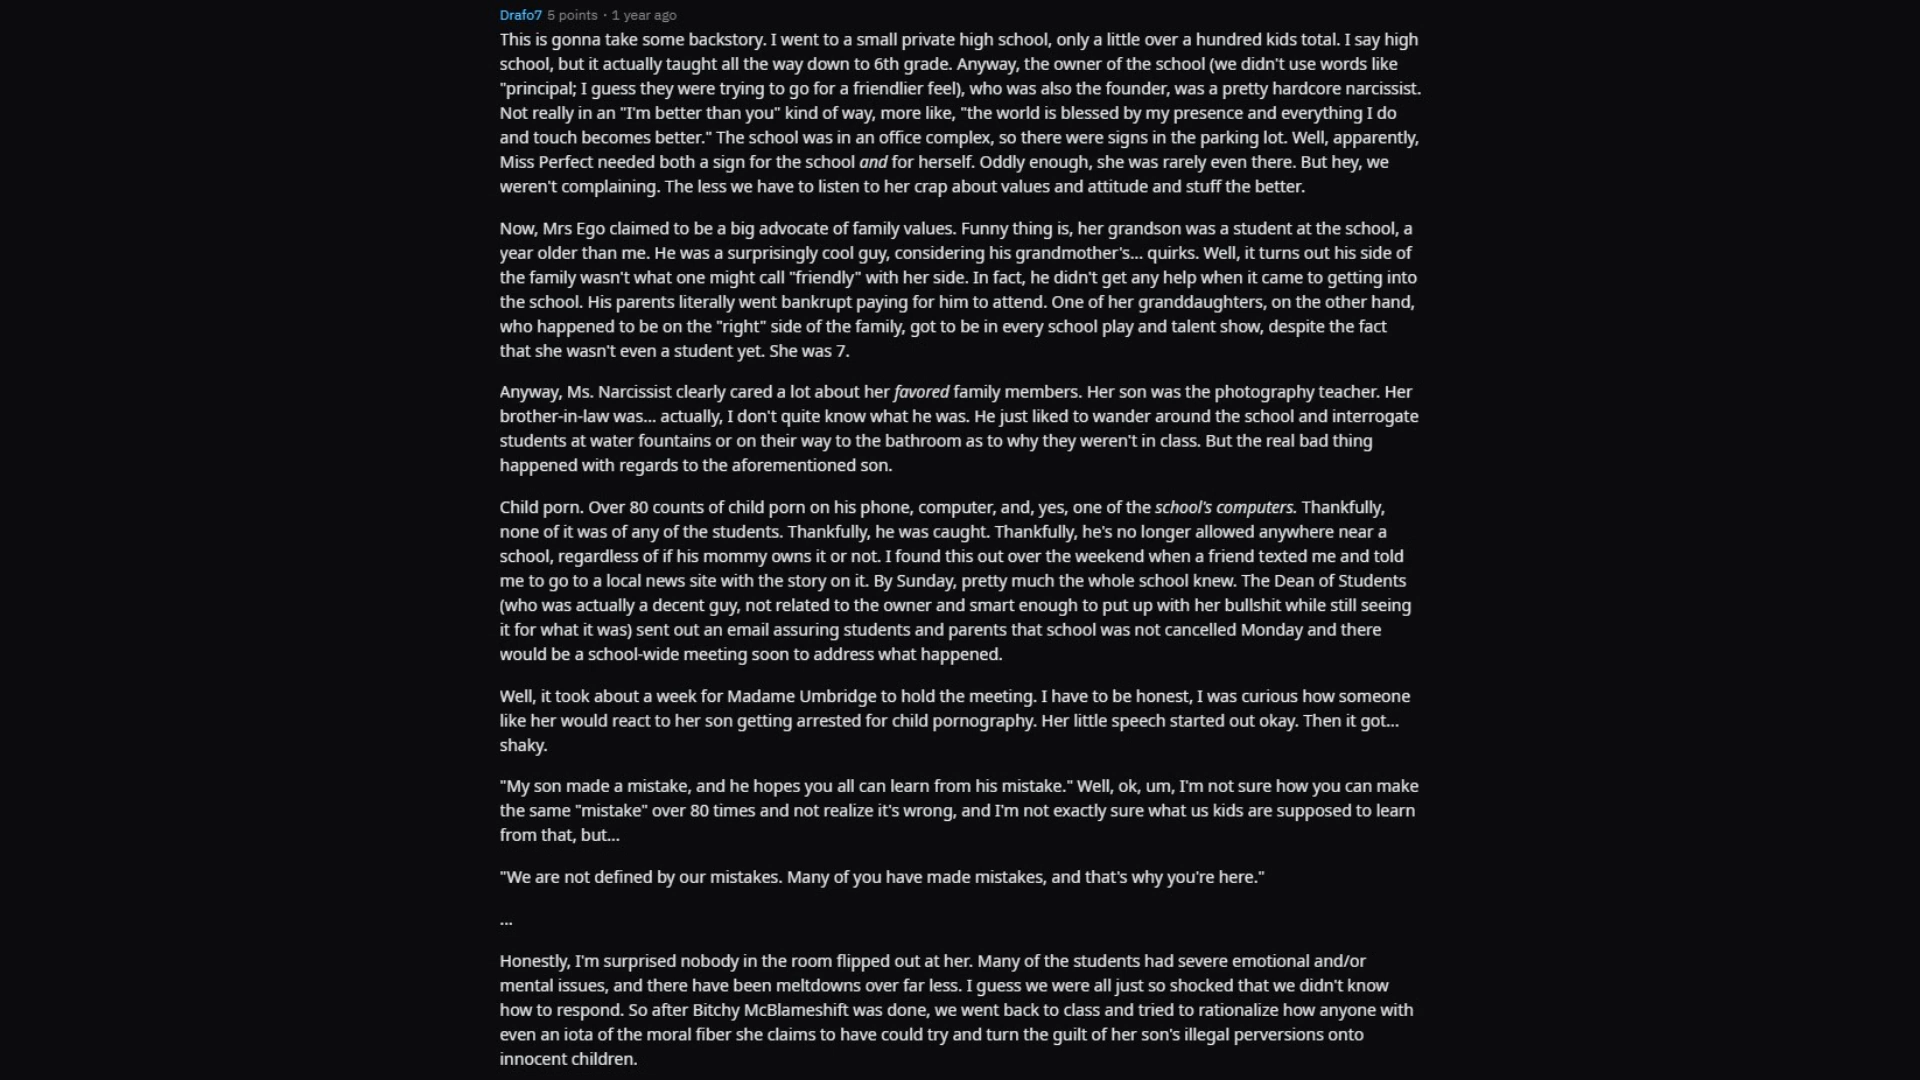 Drafo7 5 points · 1 year ago
This is gonna take some backstory. I went to a small private high school, only a little over a hundred kids total. I say high
school, but it actually taught all the way down to 6th grade. Anyway, the owner of the school (we didn't use words like
"principal; I guess they were trying to go for a friendlier feel), who was also the founder, was a pretty hardcore narcissist.
Not really in an "I'm better than you" kind of way, more like, "the world is blessed by my presence and everything I do
and touch becomes better." The school was in an office complex, so there were signs in the parking lot. Well, apparently,
Miss Perfect needed both a sign for the school and for herself. Oddly enough, she was rarely even there. But hey, we
weren't complaining. The less we have to listen to her crap about values and attitude and stuff the better.
Now, Mrs Ego claimed to be a big advocate of family values. Funny thing is, her grandson was a student at the school, a
year older than me. He was a surprisingly cool guy, considering his grandmother's... quirks. Well, it turns out his side of
the family wasn't what one might call "friendly" with her side. In fact, he didn't get any help when it came to getting into
the school. His parents literally went bankrupt paying for him to attend. One of her granddaughters, on the other hand,
who happened to be on the "right" side of the family, got to be in every school play and talent show, despite the fact
that she wasn't even a student yet. She was 7.
Anyway, Ms. Narcissist clearly cared a lot about her favored family members. Her son was the photography teacher. Her
brother-in-law was... actually, I don't quite know what he was. He just liked to wander around the school and interrogate
students at water fountains or on their way to the bathroom as to why they weren't in class. But the real bad thing
happened with regards to the aforementioned son.
Child porn. Over 80 counts of child porn on his phone, computer, and, yes, one of the school's computers. Thankfully,
none of it was of any of the students. Thankfully, he was caught. Thankfully, he's no longer allowed anywhere near a
school, regardless of if his mommy owns it or not. I found this out over the weekend when a friend texted me and told
me to go to a local news site with the story on it. By Sunday, pretty much the whole school knew. The Dean of Students
(who was actually a decent guy, not related to the owner and smart enough to put up with her bullshit while still seeing
it for what it was) sent out an email assuring students and parents that school was not cancelled Monday and there
would be a school-wide meeting soon to address what happened.
Well, it took about a week for Madame Umbridge to hold the meeting. I have to be honest, I was curious how someone
like her would react to her son getting arrested for child pornography. Her little speech started out okay. Then it got...
shaky.
"My son made a mistake, and he hopes you all can learn from his mistake." Well, ok, um, I'm not sure how you can make
the same "mistake" over 80 times and not realize it's wrong, and I'm not exactly sure what us kids are supposed to learn
from that, but...
"We are not defined by our mistakes. Many of you have made mistakes, and that's why you're here."
...
Honestly, I'm surprised nobody in the room flipped out at her. Many of the students had severe emotional and/or
mental issues, and there have been meltdowns over far less. I guess we were all just so shocked that we didn't know
how to respond. So after Bitchy McBlameshift was done, we went back to class and tried to rationalize how anyone with
even an iota of the moral fiber she claims to have could try and turn the guilt of her son's illegal perversions onto
innocent children.